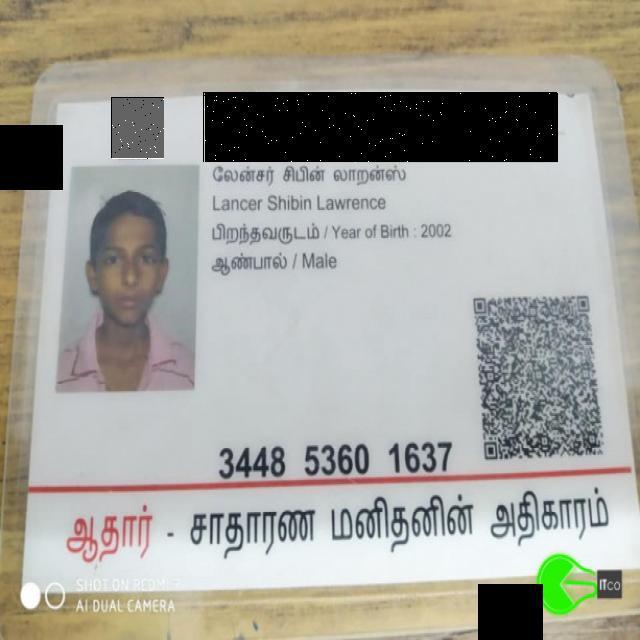 லேன்சர் சிபின் லாறன்ஸ்
Lancer Shibin Lawrence
பிறந்தவருடம் / Year of Birth : 2002
ஆண்பால் / Male
3448 5360 1637
ஆதார் - சாதாரண மனிதனின் அதிகாரம்
SHOT ON REDMI 7
AI DUAL CAMERA
ITco